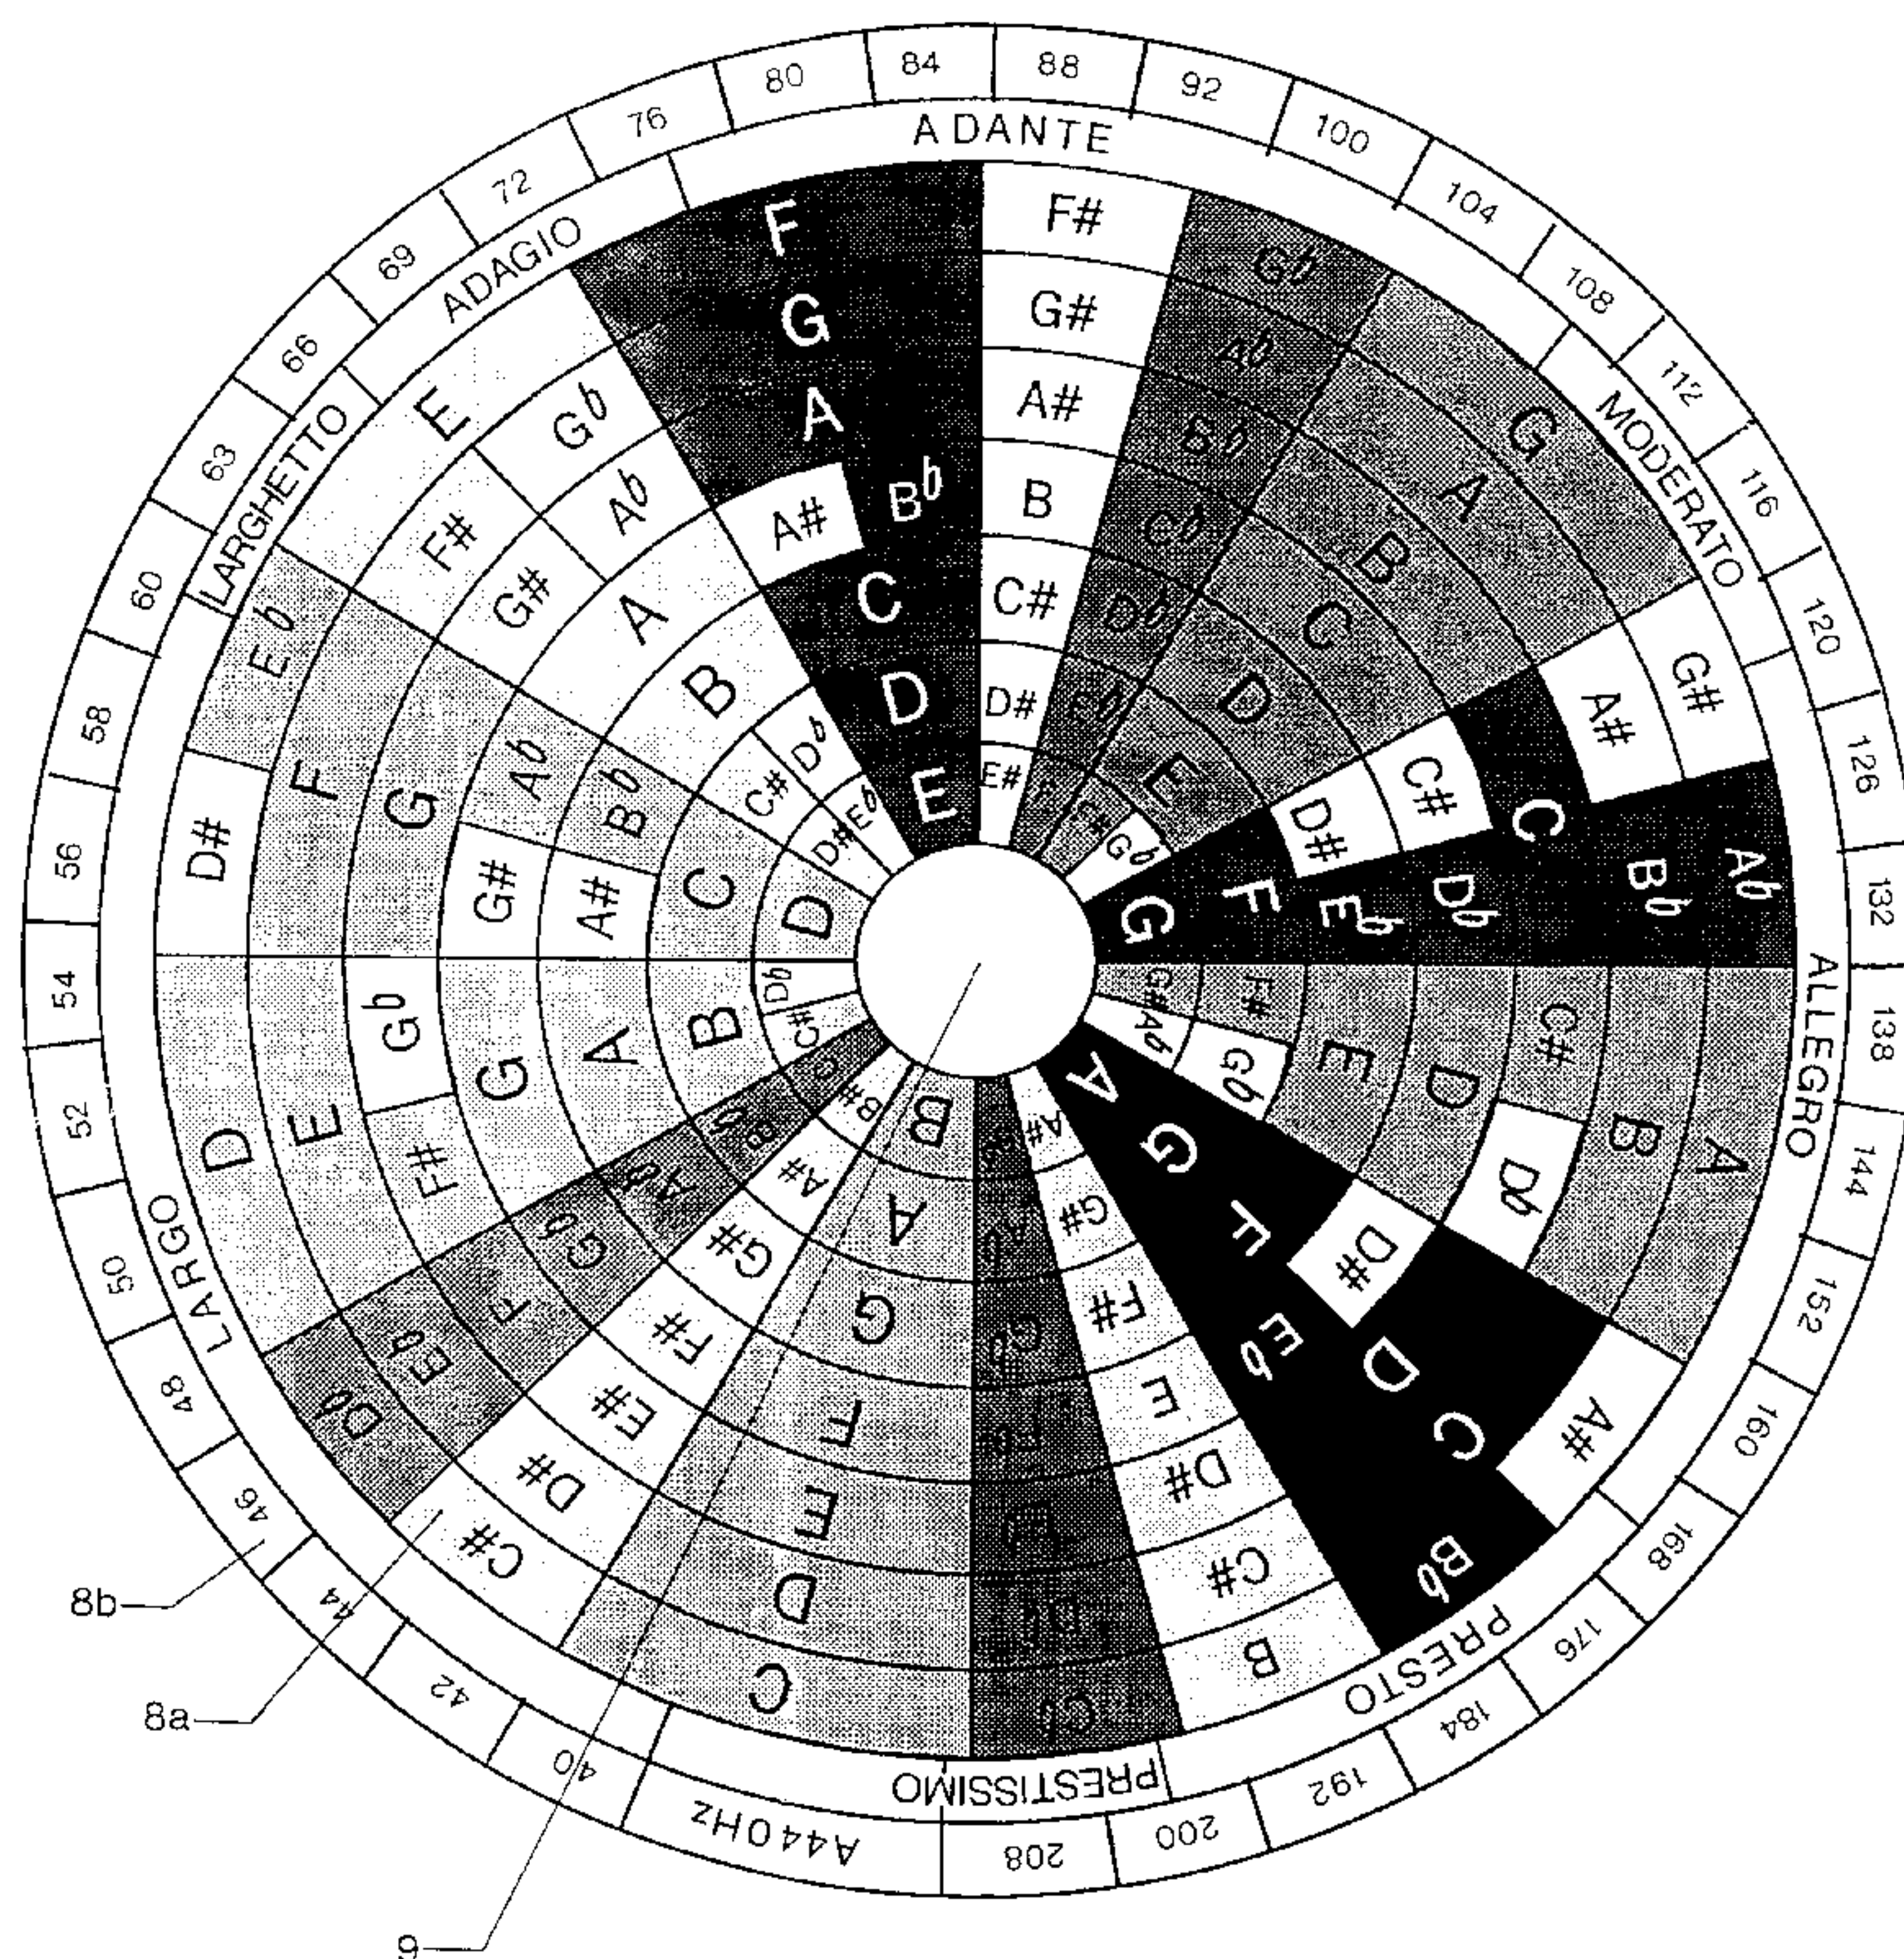 40
42
44
46
48
50
52
54
56
58
60
63
66
69
72
76
80
84
88
92
100
104
108
112
116
120
126
132
138
144
152
160
168
176
184
192
200
208
A440Hz
LARGO
LARGHETTO
ADAGIO
ADANTE
MODERATO
ALLEGRO
PRESTO
PRESTISSIMO
F
G
A
A#
B♭
C
D
E
F#
G#
A#
B
C#
D#
E#
G♭
A♭
B♭
C♭
D♭
F
G
A
B
C
D
E
F#
G♭
G#
A♭
A#
B♭
C
C#
D♭
D#
E♭
F
G
A
B
C#
D♭
D
E
F#
G♭
G#
A♭
A#
B♭
C
D
D#
E♭
F
G
A
B
C#
D#
E
F#
G#
A#
C♭
G♭
A♭
C
D
E
F
G
A
B
C#
D#
E#
F#
G#
A#
B#
D♭
E♭
F
G♭
A♭
B♭
C
D
E
F#
G♭
G
A
B
C#
D♭
D#
E♭
F
G
G#
A♭
A#
B♭
C
D
E
F#
G♭
G#
A♭
A
B
C#
D♭
D#
E♭
8b
8a
9